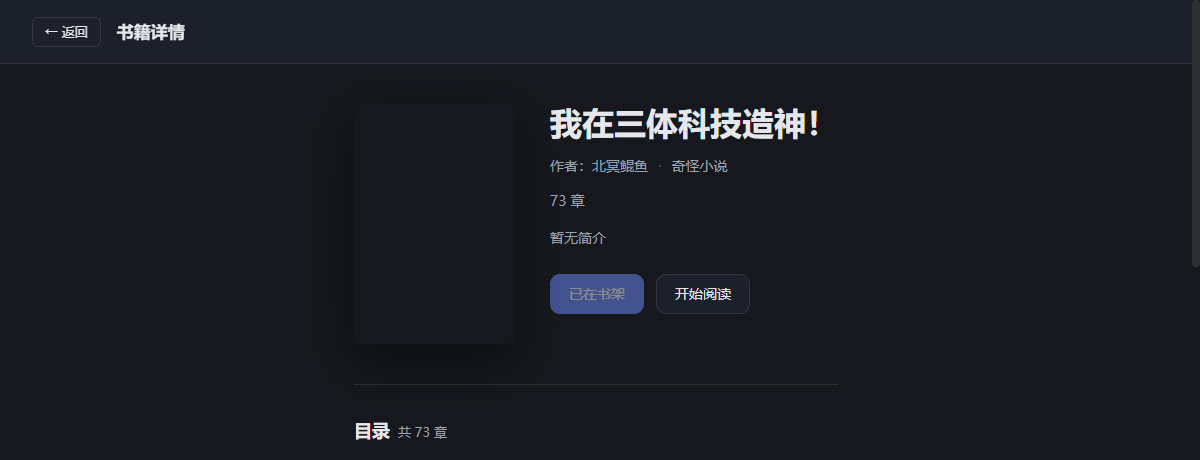 ← 返回 书籍详情
我在三体科技造神！
作者：北冥鲲鱼 · 奇怪小说
73 章
暂无简介
已在书架 开始阅读
目录 共 73 章